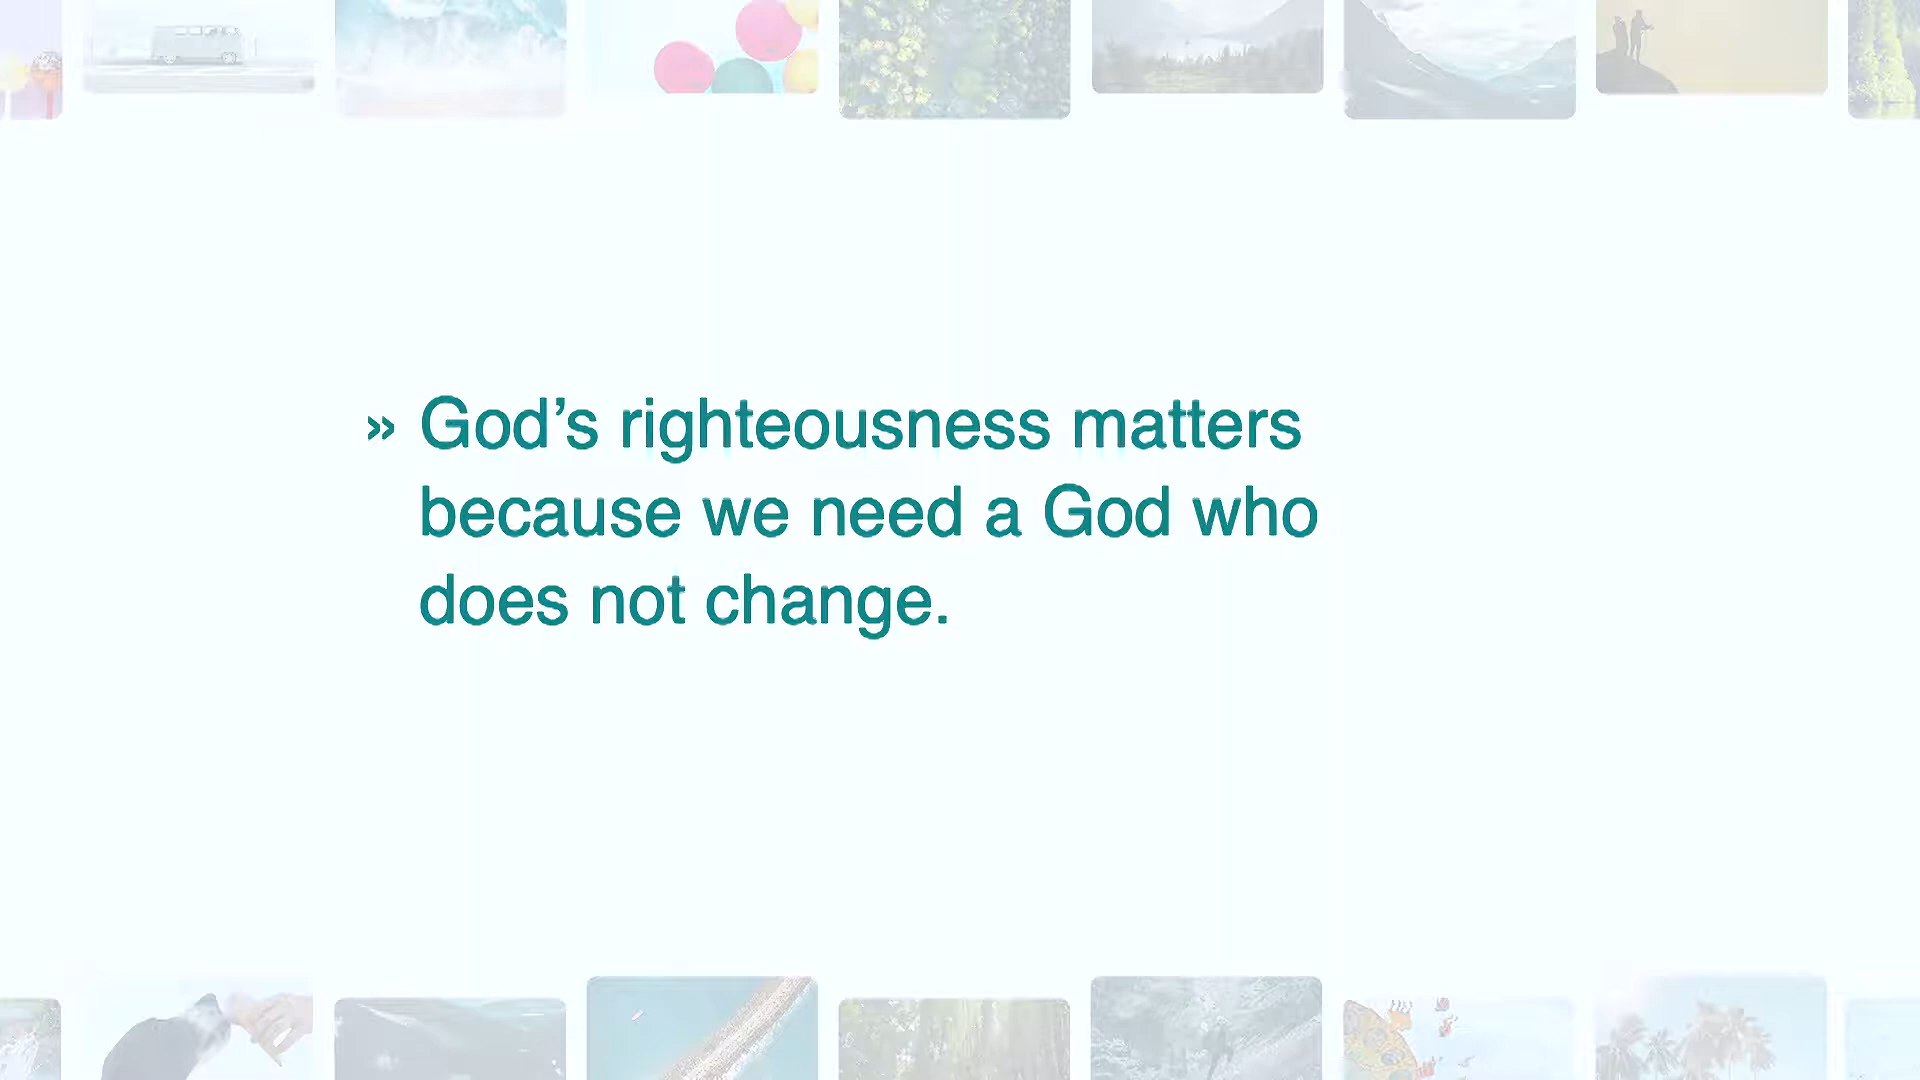 » God’s righteousness matters
because we need a God who
does not change.